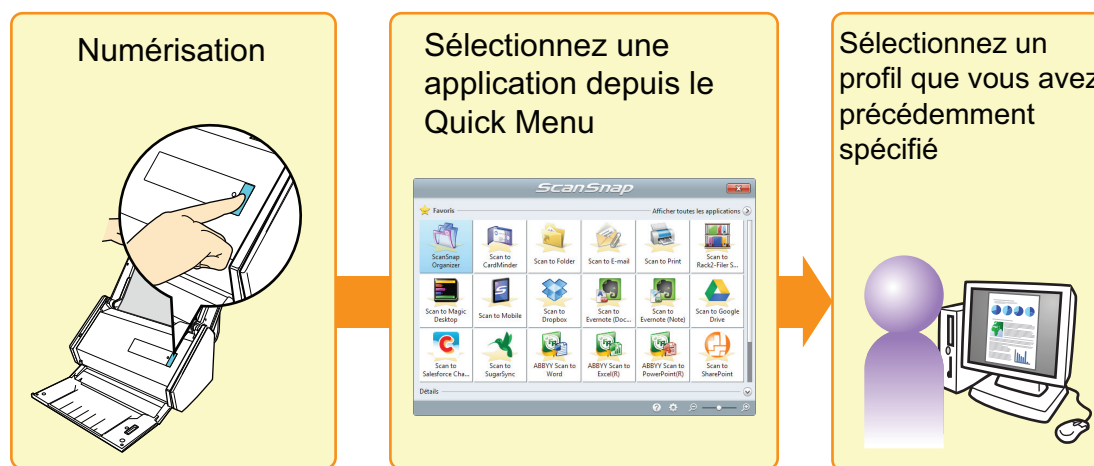 Numérisation
Sélectionnez une
application depuis le
Quick Menu
ScanSnap
Favoris
Afficher toutes les applications
ScanSnap
Organizer
Scan to
CardMinder
Scan to Folder
Scan to E-mail
Scan to Print
Scan to
Rack2-Filer S...
Scan to Magic
Desktop
Scan to Mobile
Scan to
Dropbox
Scan to
Evernote (Doc...
Scan to
Evernote (Note)
Scan to Google
Drive
Scan to
Salesforce Cha...
Scan to
SugarSync
ABBYY Scan to
Word
ABBYY Scan to
Excel(R)
ABBYY Scan to
PowerPoint(R)
Scan to
SharePoint
Détails
Sélectionnez un
profil que vous avez
précédemment
spécifié